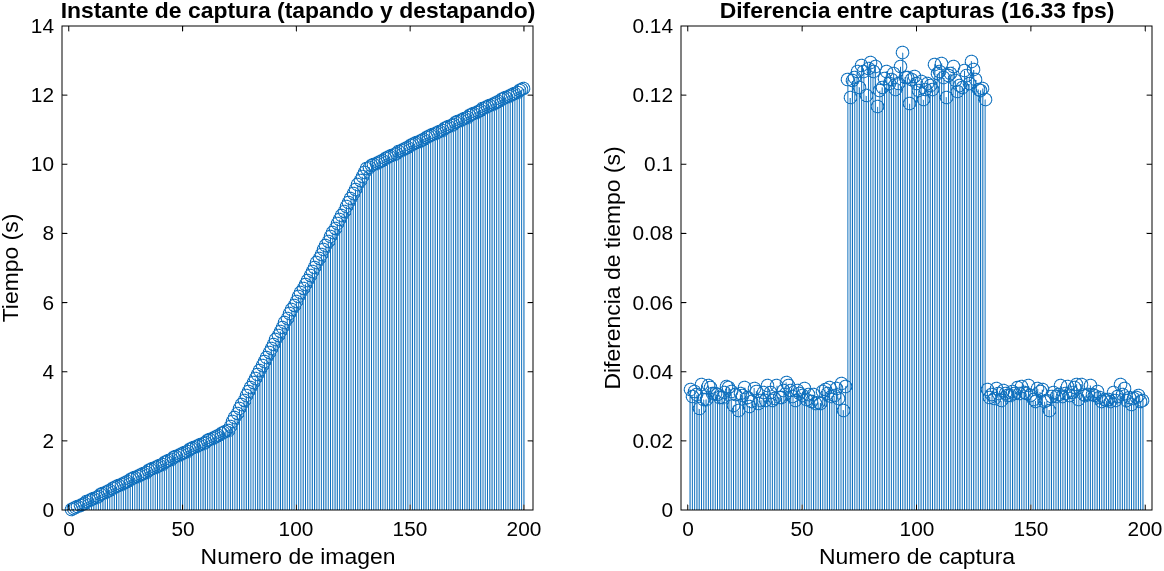 Instante de captura (tapando y destapando)
14
12
10
8
6
4
2
0
Tiempo (s)
0 50 100 150 200
Numero de imagen
Diferencia entre capturas (16.33 fps)
0.14
0.12
0.1
0.08
0.06
0.04
0.02
0
Diferencia de tiempo (s)
0 50 100 150 200
Numero de captura